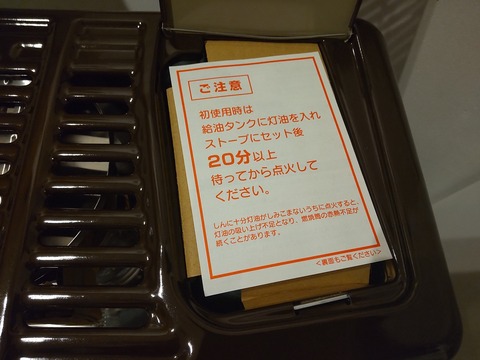 ご注意
初使用時は
給油タンクに灯油を入れ
ストーブにセット後
20分以上
待ってから点火して
ください。
しんに十分灯油がしみこまないうちに点火すると、
灯油の吸い上げ不足となり、燃焼筒の赤熱不足が
続くことがあります。
<裏面もご覧ください>